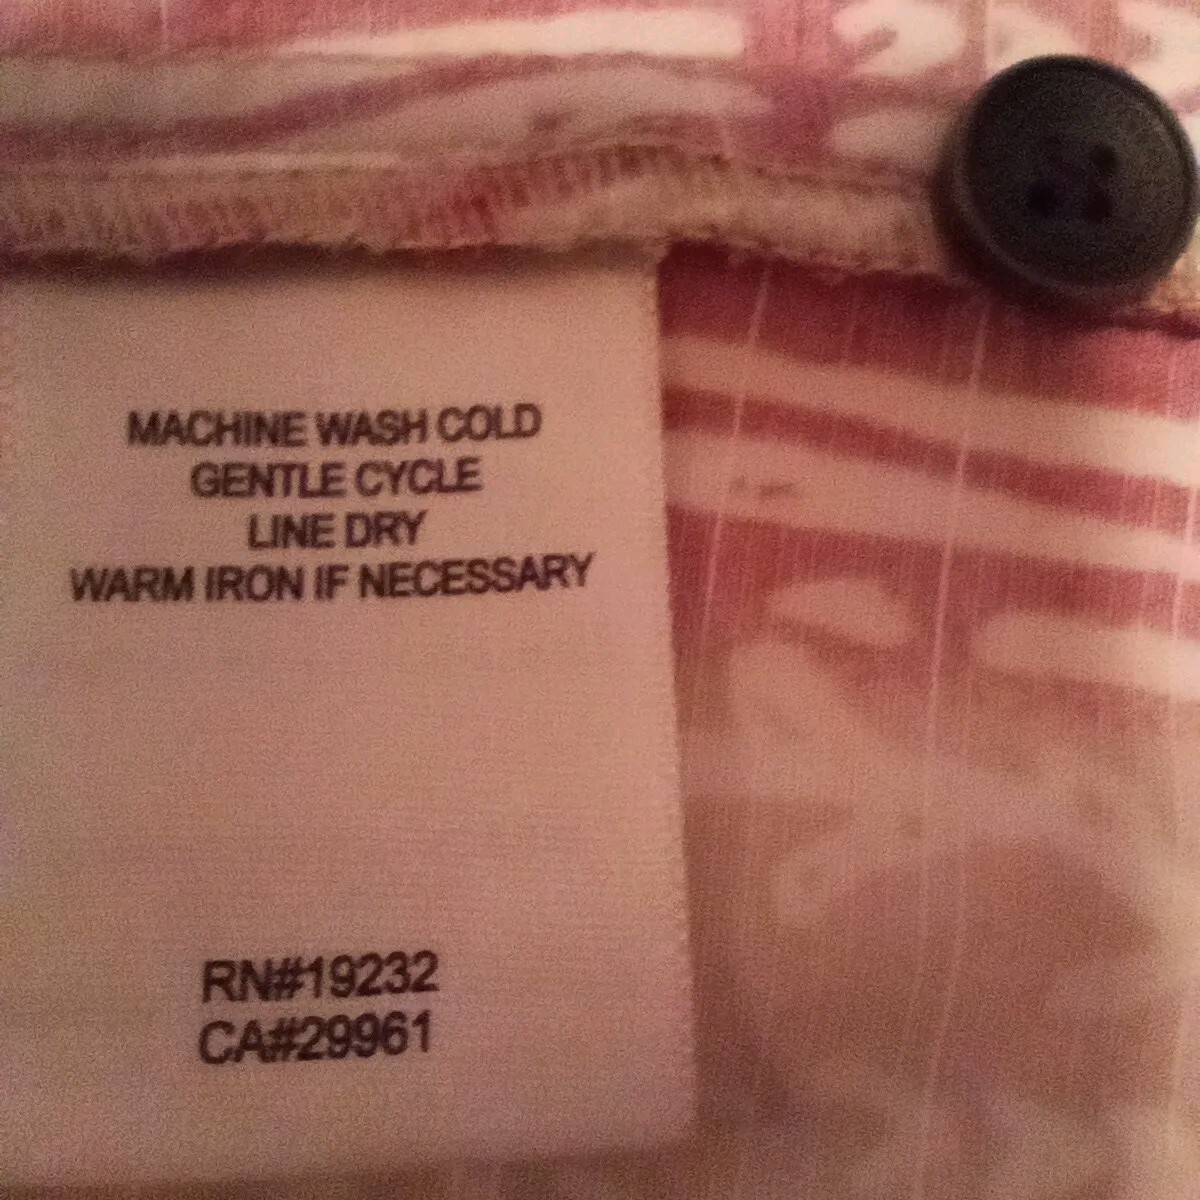 MACHINE WASH COLD
GENTLE CYCLE
LINE DRY
WARM IRON IF NECESSARY
RN#19232
CA#29961